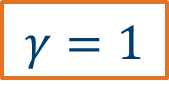 γ = 1